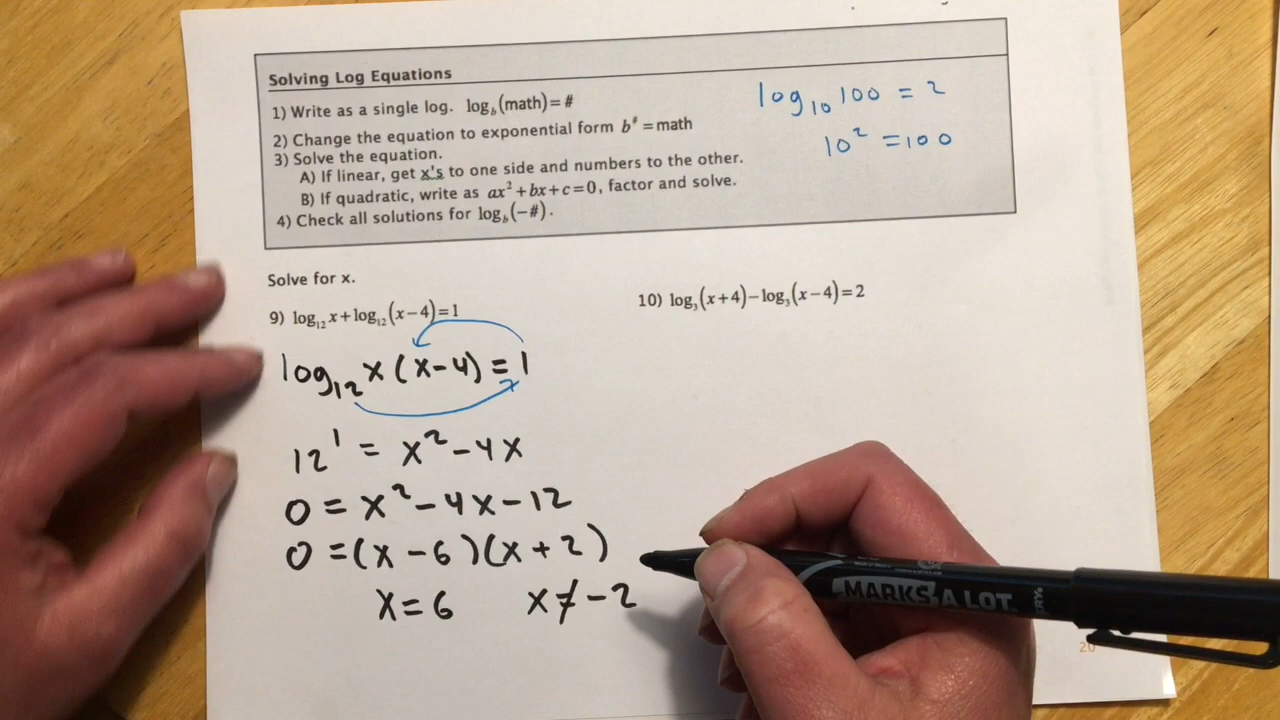 Solving Log Equations
1) Write as a single log. log_b(math)=#
2) Change the equation to exponential form b^# =math
3) Solve the equation.
A) If linear, get x's to one side and numbers to the other.
B) If quadratic, write as ax²+bx+c=0, factor and solve.
4) Check all solutions for log_b(−#).
log₁₀100 = 2
10² =100
Solve for x.
9) log₁₂x+log₁₂(x−4)=1
10) log₃(x+4)−log₃(x−4)=2
log₁₂ x(x-4) = 1
12¹ = x²-4x
0 = x²-4x-12
0 =(x-6)(x+2)
x=6 x≠-2
MARKS A LOT
20